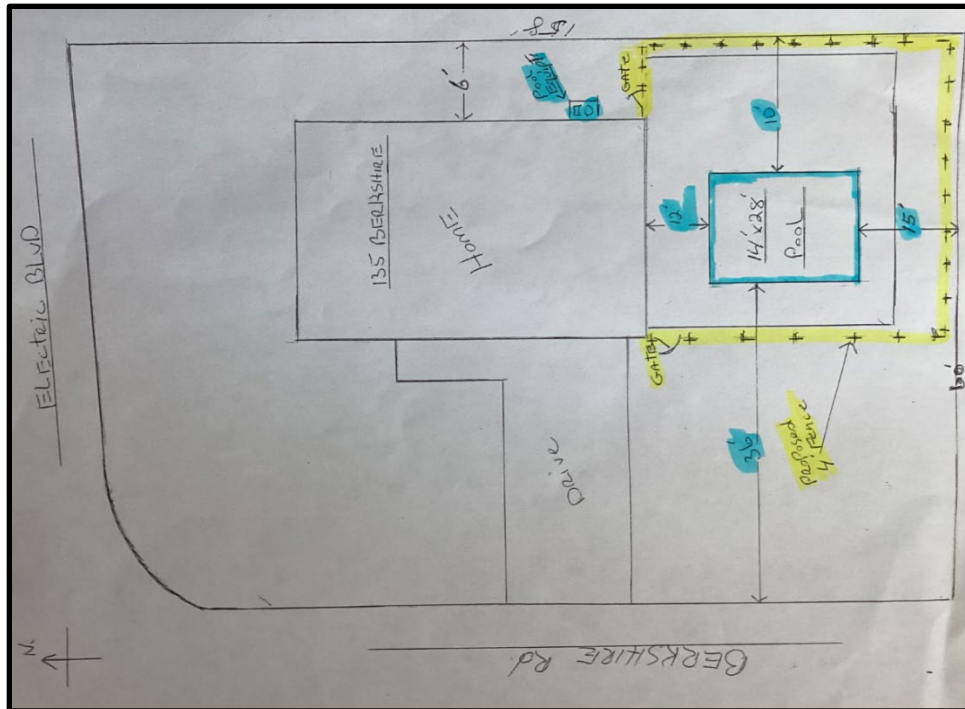 158'
6'
Pool
Equip.
GATE
10'
135 BERKSHIRE
HOME
12'
14'x28'
Pool
15'
ELECTRIC BLVD
GATE
60'
Drive
36'
Proposed
4' Fence
N.
BERKSHIRE Rd.